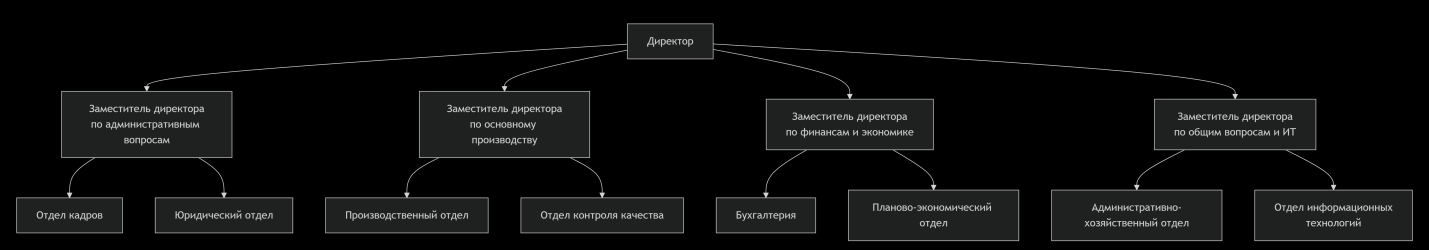 Директор
Заместитель директора
по административным
вопросам
Заместитель директора
по основному
производству
Заместитель директора
по финансам и экономике
Заместитель директора
по общим вопросам и ИТ
Отдел кадров
Юридический отдел
Производственный отдел
Отдел контроля качества
Бухгалтерия
Планово-экономический
отдел
Административно-
хозяйственный отдел
Отдел информационных
технологий